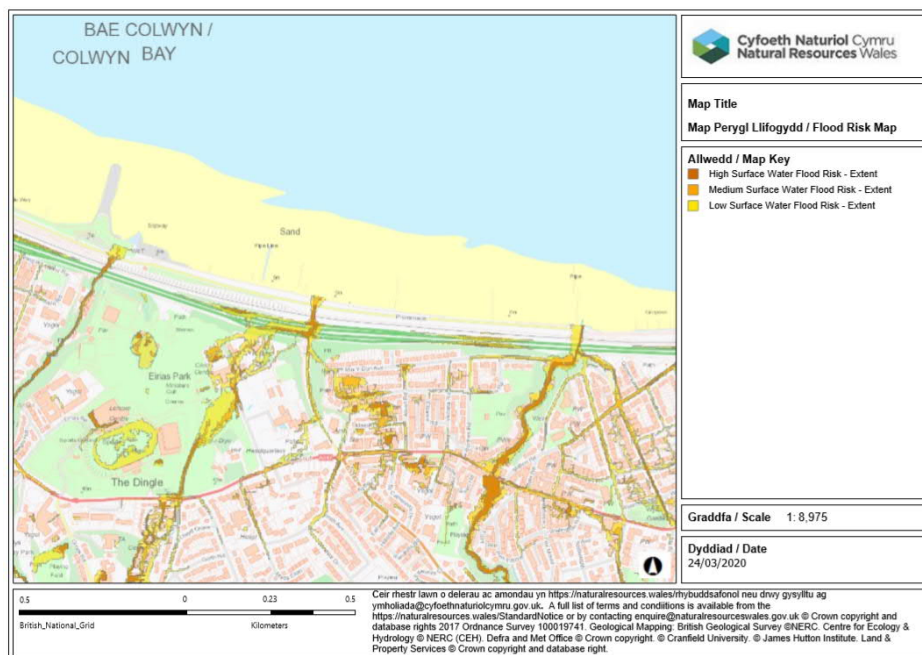 BAE COLWYN /
COLWYN BAY
Sand
Eirias Park
The Dingle
Cyfoeth Naturiol Cymru
Natural Resources Wales
Map Title
Map Perygl Llifogydd / Flood Risk Map
Allwedd / Map Key
High Surface Water Flood Risk - Extent
Medium Surface Water Flood Risk - Extent
Low Surface Water Flood Risk - Extent
Graddfa / Scale 1: 8,975
Dyddiad / Date
24/03/2020
0.5 0 0.23 0.5
British_National_Grid Kilometers
Ceir rhestr lawn o delerau ac amondau yn https://naturalresources.wales/rhybuddsafonol neu drwy gysylltu ag
ymholiada@cyfoethnaturiolcymru.gov.uk. A full list of terms and condiitions is available from the
https://naturalresources.wales/StandardNotice or by contacting enquire@naturalresourceswales.gov.uk © Crown copyright and
database rights 2017 Ordnance Survey 100019741. Geological Mapping: British Geological Survey ©NERC. Centre for Ecology &
Hydrology © NERC (CEH). Defra and Met Office © Crown copyright. © Cranfield University. © James Hutton Institute. Land &
Property Services © Crown copyright and database right.